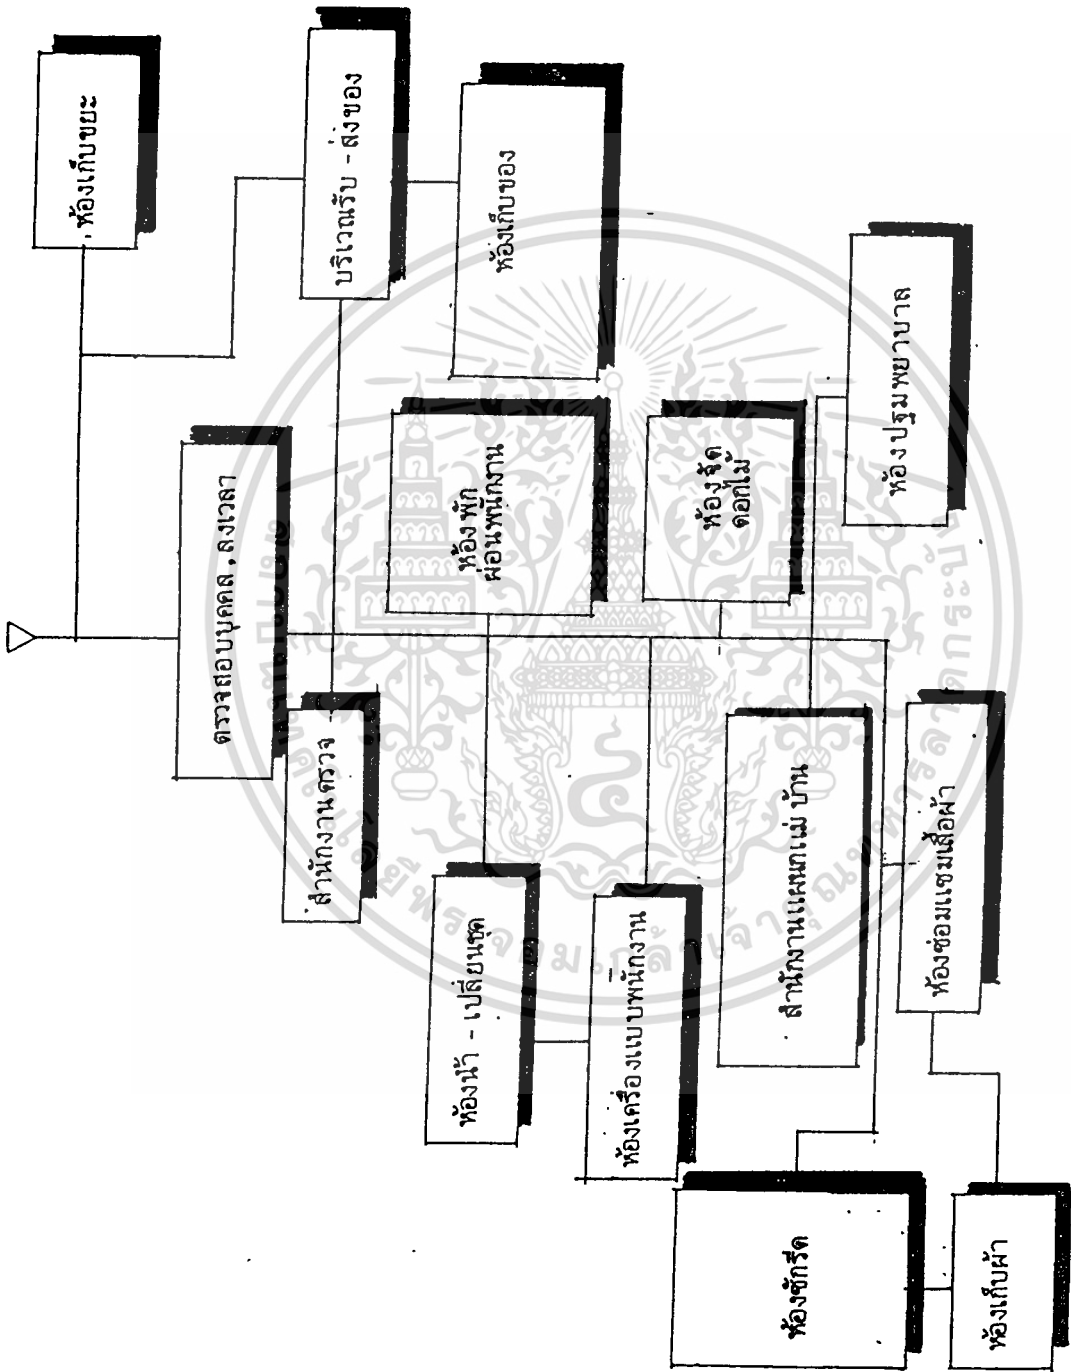 ห้องเก็บขยะ
บริเวณรับ - ส่งของ
ห้องเก็บของ
ตรวจสอบบุคคล, ลงเวลา
สำนักงานตรวจ
ห้องพัก
ผ่อนพนักงาน
ห้องจัด
ดอกไม้
ห้องปฐมพยาบาล
ห้องน้ำ - เปลี่ยนชุด
ห้องเครื่องแบบพนักงาน
สำนักงานแผนกแม่บ้าน
ห้องซ่อมแซมเสื้อผ้า
ห้องซักรีด
ห้องเก็บผ้า